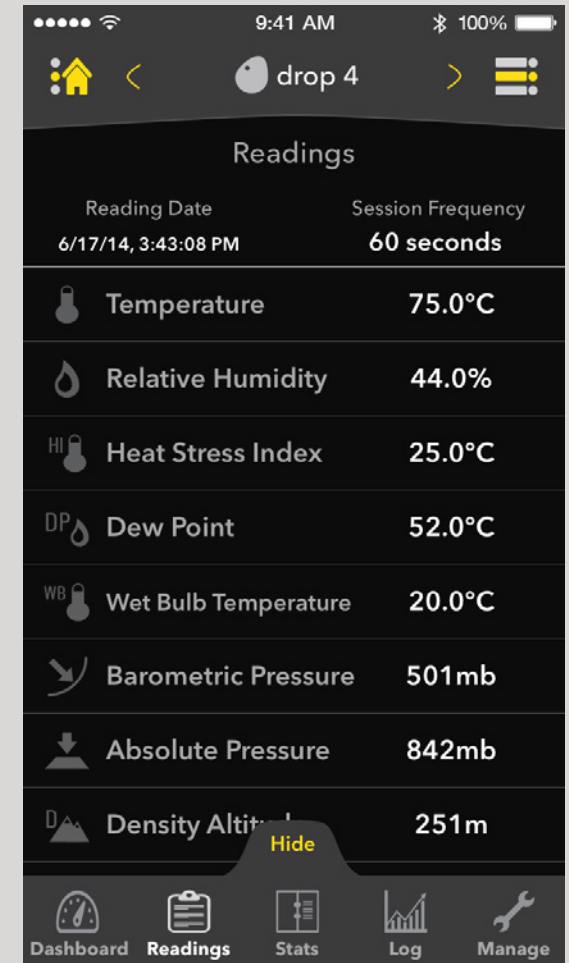 9:41 AM 100%
drop 4
Readings
Reading Date Session Frequency
6/17/14, 3:43:08 PM 60 seconds
Temperature 75.0°C
Relative Humidity 44.0%
HI Heat Stress Index 25.0°C
DP Dew Point 52.0°C
WB Wet Bulb Temperature 20.0°C
Barometric Pressure 501mb
Absolute Pressure 842mb
D Density Altitud 251m
Hide
Dashboard Readings Stats Log Manage